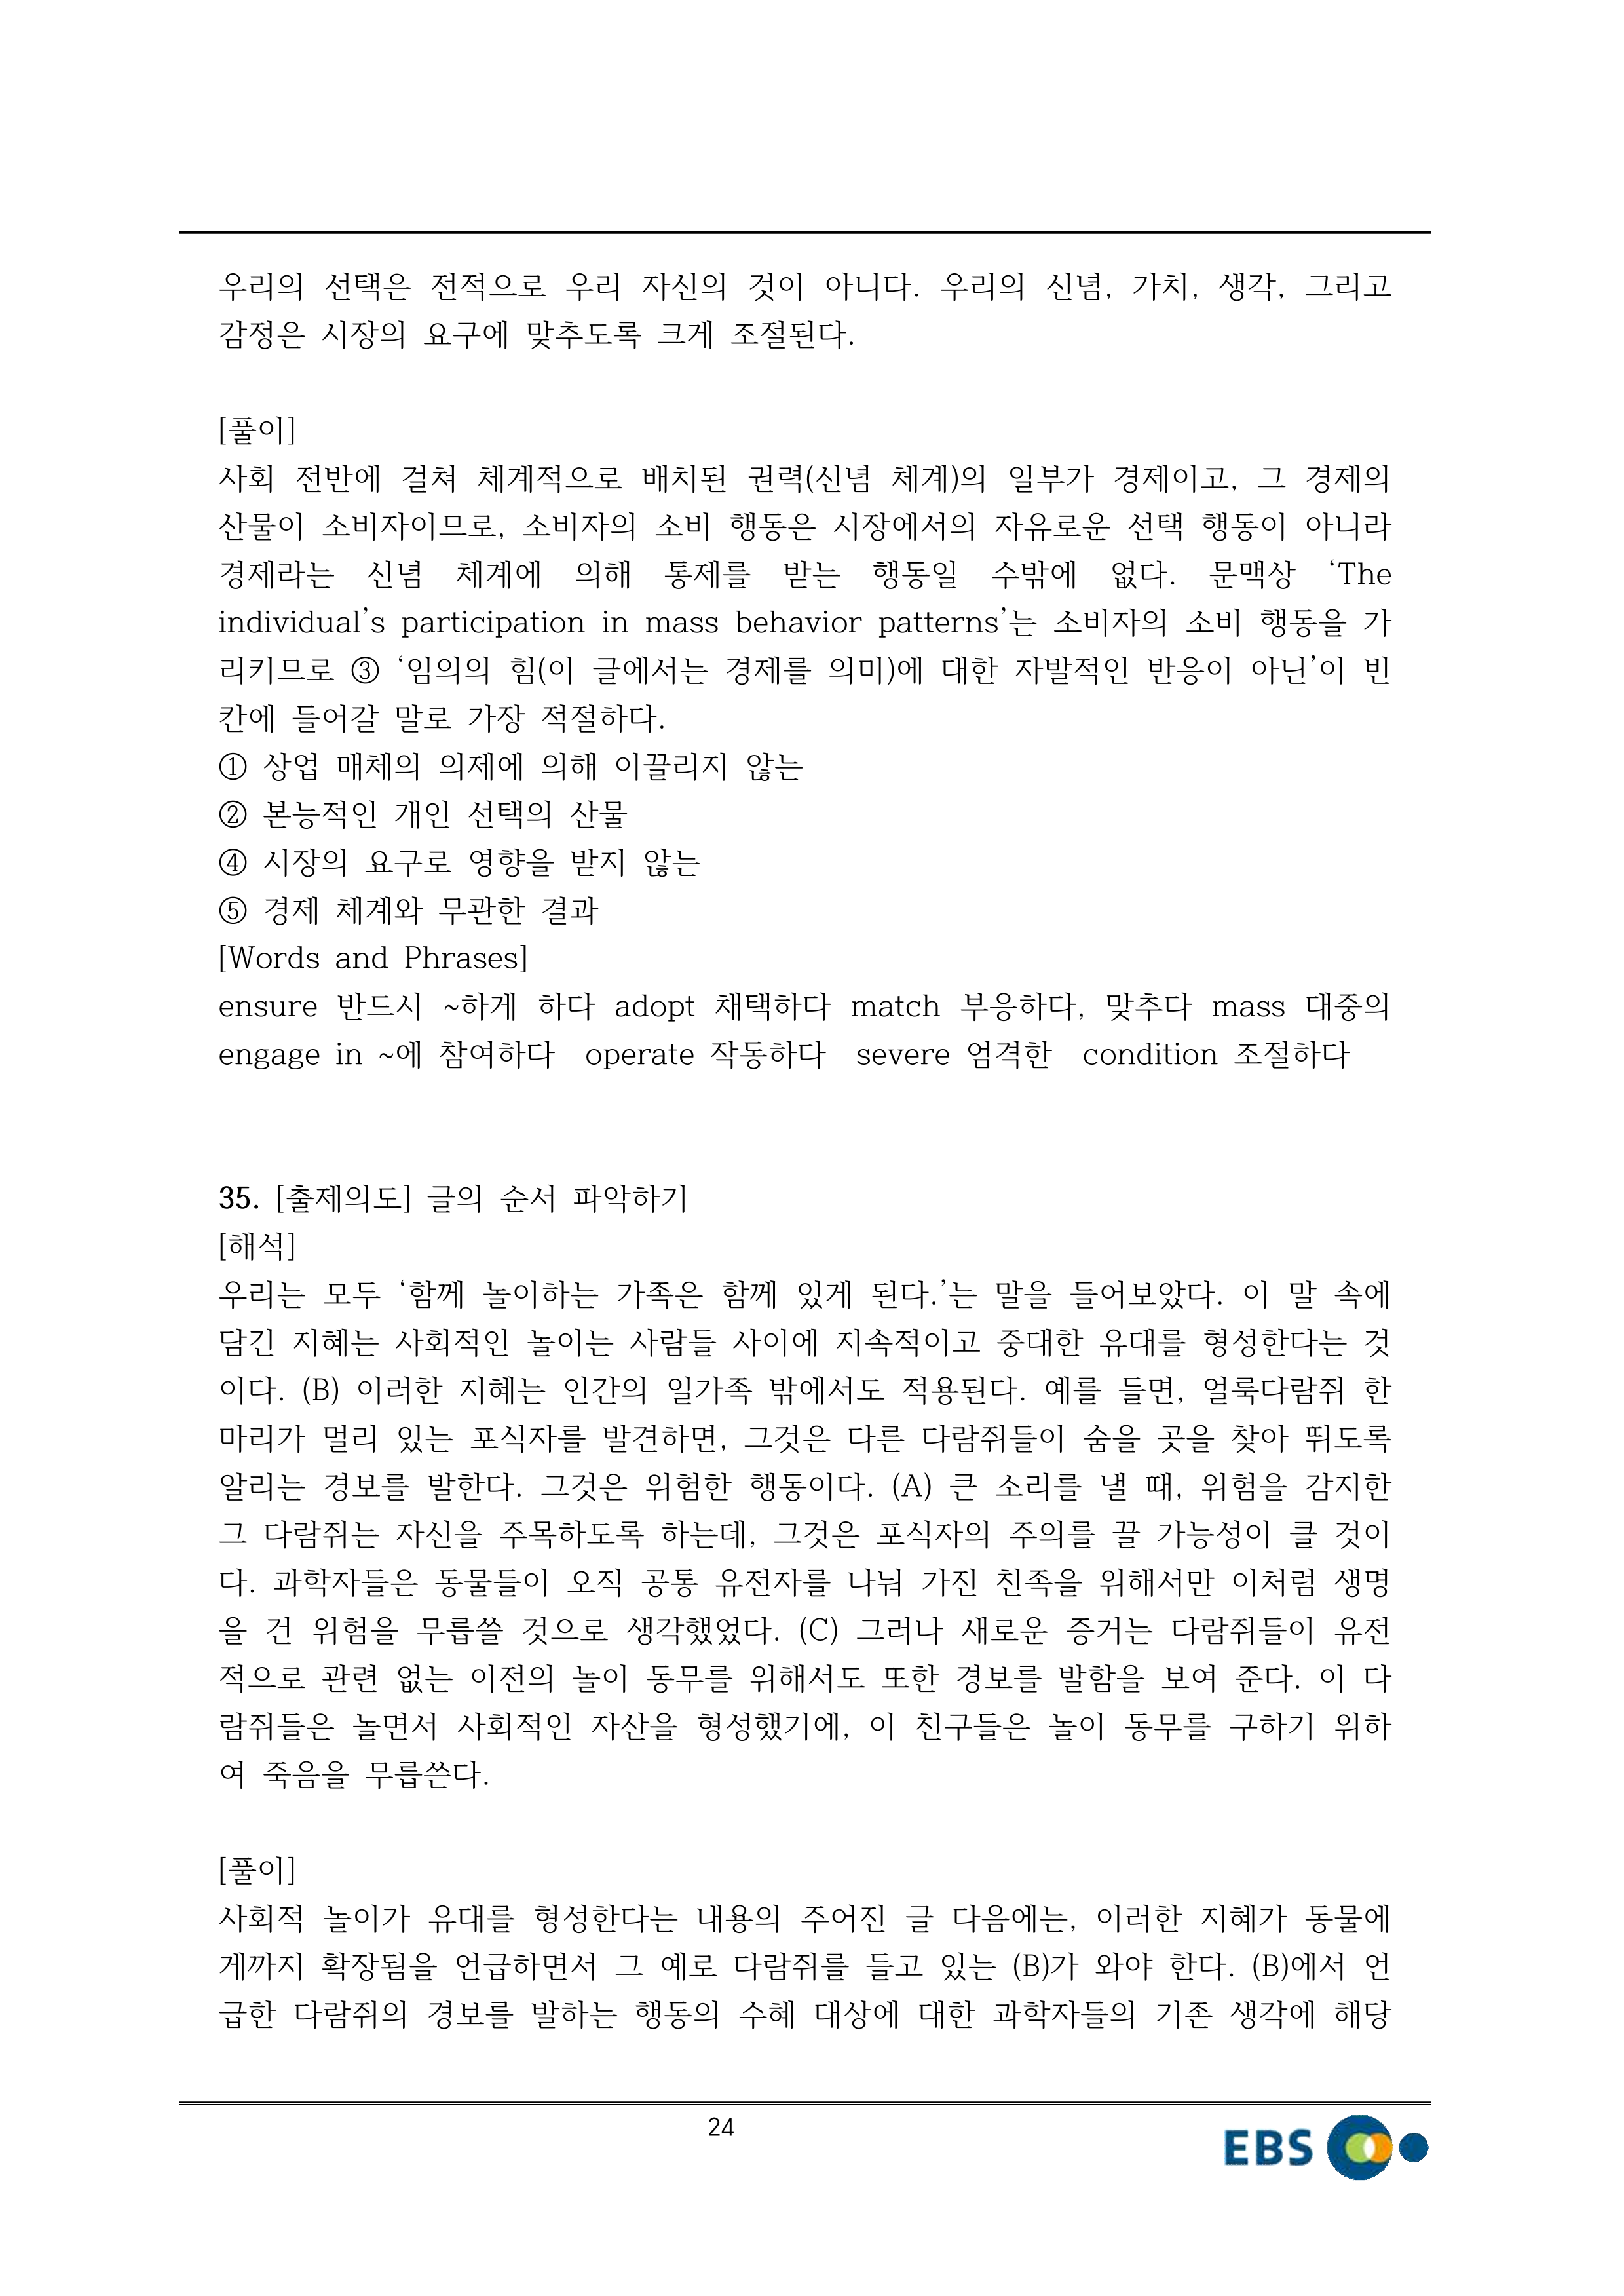 우리의 선택은 전적으로 우리 자신의 것이 아니다. 우리의 신념, 가치, 생각, 그리고
감정은 시장의 요구에 맞추도록 크게 조절된다.
[풀이]
사회 전반에 걸쳐 체계적으로 배치된 권력(신념 체계)의 일부가 경제이고, 그 경제의
산물이 소비자이므로, 소비자의 소비 행동은 시장에서의 자유로운 선택 행동이 아니라
경제라는 신념 체계에 의해 통제를 받는 행동일 수밖에 없다. 문맥상 ‘The
individual’s participation in mass behavior patterns’는 소비자의 소비 행동을 가
리키므로 ③ ‘임의의 힘(이 글에서는 경제를 의미)에 대한 자발적인 반응이 아닌’이 빈
칸에 들어갈 말로 가장 적절하다.
① 상업 매체의 의제에 의해 이끌리지 않는
② 본능적인 개인 선택의 산물
④ 시장의 요구로 영향을 받지 않는
⑤ 경제 체계와 무관한 결과
[Words and Phrases]
ensure 반드시 ~하게 하다 adopt 채택하다 match 부응하다, 맞추다 mass 대중의
engage in ~에 참여하다 operate 작동하다 severe 엄격한 condition 조절하다
35. [출제의도] 글의 순서 파악하기
[해석]
우리는 모두 ‘함께 놀이하는 가족은 함께 있게 된다.’는 말을 들어보았다. 이 말 속에
담긴 지혜는 사회적인 놀이는 사람들 사이에 지속적이고 중대한 유대를 형성한다는 것
이다. (B) 이러한 지혜는 인간의 일가족 밖에서도 적용된다. 예를 들면, 얼룩다람쥐 한
마리가 멀리 있는 포식자를 발견하면, 그것은 다른 다람쥐들이 숨을 곳을 찾아 뛰도록
알리는 경보를 발한다. 그것은 위험한 행동이다. (A) 큰 소리를 낼 때, 위험을 감지한
그 다람쥐는 자신을 주목하도록 하는데, 그것은 포식자의 주의를 끌 가능성이 클 것이
다. 과학자들은 동물들이 오직 공통 유전자를 나눠 가진 친족을 위해서만 이처럼 생명
을 건 위험을 무릅쓸 것으로 생각했었다. (C) 그러나 새로운 증거는 다람쥐들이 유전
적으로 관련 없는 이전의 놀이 동무를 위해서도 또한 경보를 발함을 보여 준다. 이 다
람쥐들은 놀면서 사회적인 자산을 형성했기에, 이 친구들은 놀이 동무를 구하기 위하
여 죽음을 무릅쓴다.
[풀이]
사회적 놀이가 유대를 형성한다는 내용의 주어진 글 다음에는, 이러한 지혜가 동물에
게까지 확장됨을 언급하면서 그 예로 다람쥐를 들고 있는 (B)가 와야 한다. (B)에서 언
급한 다람쥐의 경보를 발하는 행동의 수혜 대상에 대한 과학자들의 기존 생각에 해당
24
EBS